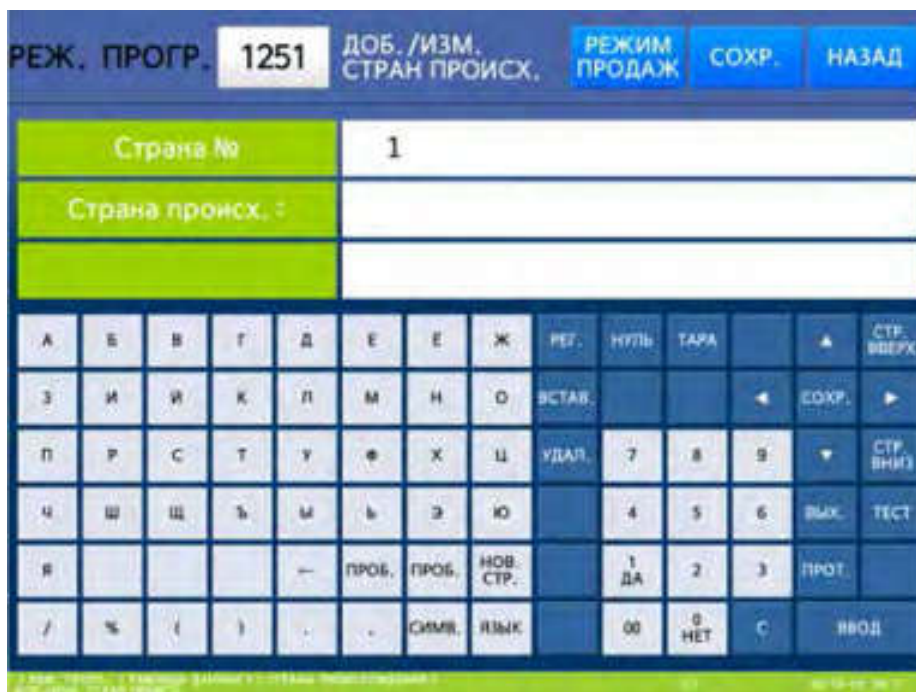 РЕЖ. ПРОГР. 1251 ДОБ./ИЗМ. СТРАН ПРОИСХ. РЕЖИМ ПРОДАЖ СОХР. НАЗАД
Страна № 1
Страна происх. :
А Б В Г Д Е Ё Ж РЕГ. НУЛЬ ТАРА ▲ СТР. ВВЕРХ
З И Й К Л М Н О ВСТАВ. ◄ СОХР. ►
П Р С Т У Ф Х Ц УДАЛ. 7 8 9 ▼ СТР. ВНИЗ
Ч Ш Щ Ъ Ы Ь Э Ю 4 5 6 ВЫХ. ТЕСТ
Я ← ПРОБ. ПРОБ. НОВ. СТР. 1 ДА 2 3 ПРОТ.
/ % ( ) СИМВ. ЯЗЫК 00 0 НЕТ C ВВОД